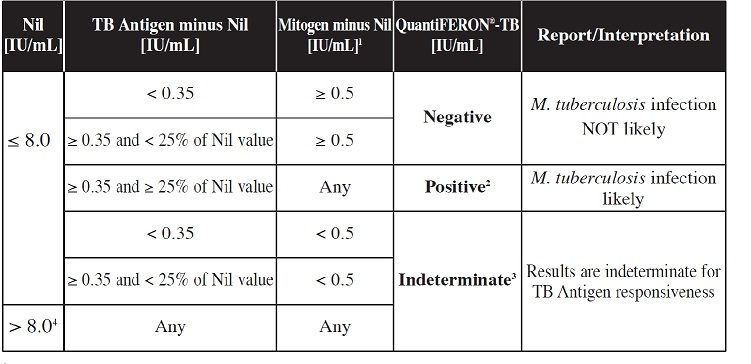 Nil TB Antigen minus Nil Mitogen minus Nil QuantiFERON®-TB Report/Interpretation
[IU/mL] [IU/mL] [IU/mL]¹ [IU/mL]
≤ 8.0
< 0.35 ≥ 0.5
≥ 0.35 and < 25% of Nil value ≥ 0.5
Negative
M. tuberculosis infection
NOT likely
≥ 0.35 and ≥ 25% of Nil value Any Positive²
M. tuberculosis infection
likely
< 0.35 < 0.5
≥ 0.35 and < 25% of Nil value < 0.5
Indeterminate³
Results are indeterminate for
TB Antigen responsiveness
> 8.0⁴ Any Any